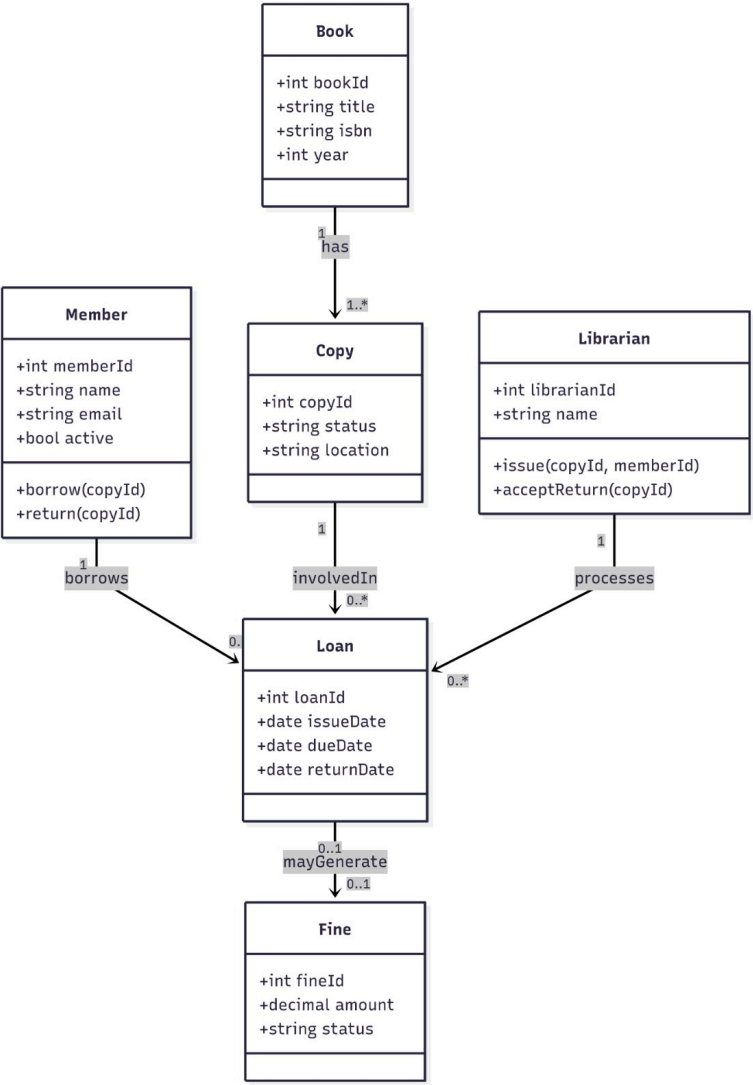 Book
+int bookId
+string title
+string isbn
+int year
1
has
1..*
Member
+int memberId
+string name
+string email
+bool active
+borrow(copyId)
+return(copyId)
Copy
+int copyId
+string status
+string location
Librarian
+int librarianId
+string name
+issue(copyId, memberId)
+acceptReturn(copyId)
1
borrows
0.
1
involvedIn
0..*
1
processes
0..*
Loan
+int loanId
+date issueDate
+date dueDate
+date returnDate
0..1
mayGenerate
0..1
Fine
+int fineId
+decimal amount
+string status